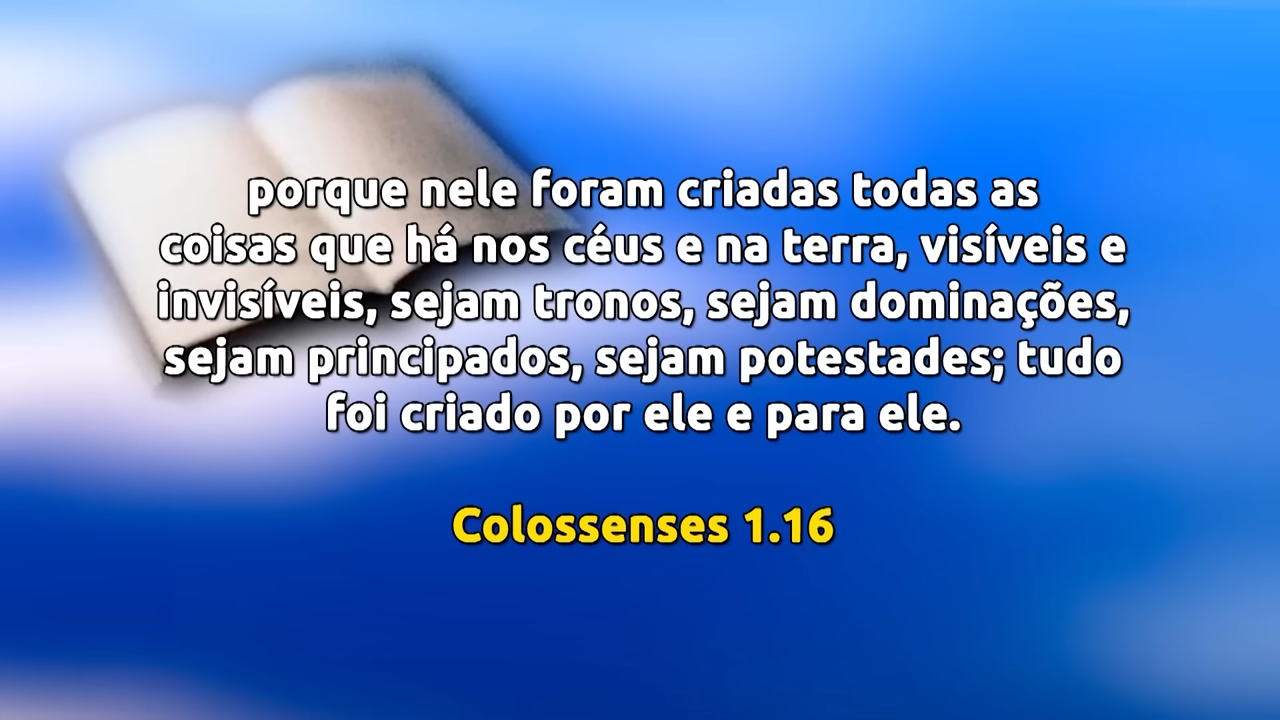 porque nele foram criadas todas as
coisas que há nos céus e na terra, visíveis e
invisíveis, sejam tronos, sejam dominações,
sejam principados, sejam potestades; tudo
foi criado por ele e para ele.
Colossenses 1.16